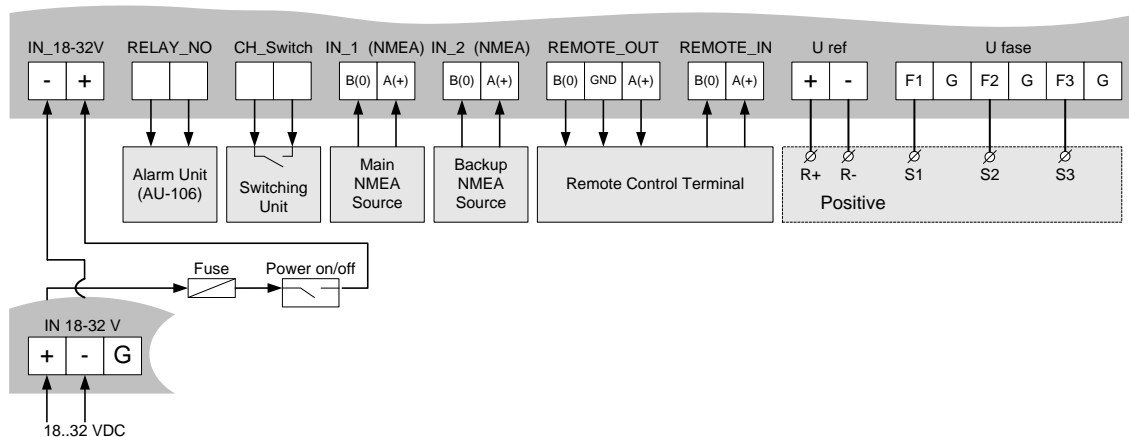 IN_18-32V RELAY_NO CH_Switch IN_1 (NMEA) IN_2 (NMEA) REMOTE_OUT REMOTE_IN U ref U fase
- + B(0) A(+) B(0) A(+) B(0) GND A(+) B(0) A(+) + - F1 G F2 G F3 G
Alarm Unit
(AU-106)
Switching
Unit
Main
NMEA
Source
Backup
NMEA
Source
Remote Control Terminal
R+ R- S1 S2 S3
Positive
Fuse Power on/off
IN 18-32 V
+ - G
18..32 VDC